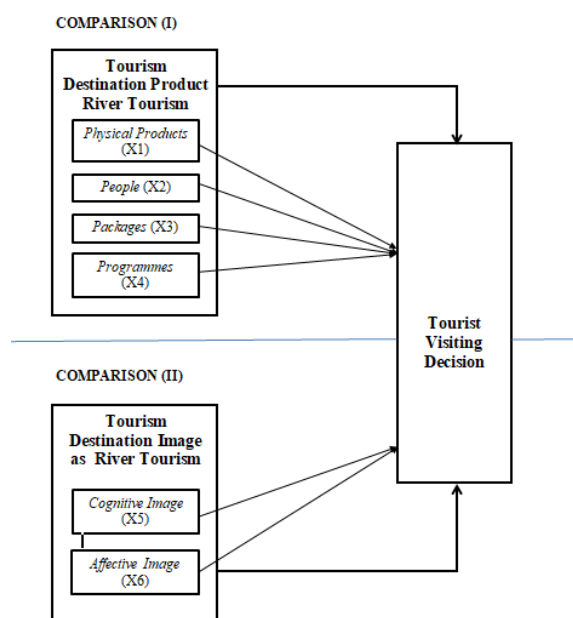 COMPARISON (I)
Tourism
Destination Product
River Tourism
Physical Products
(X1)
People (X2)
Packages (X3)
Programmes
(X4)
Tourist
Visiting
Decision
COMPARISON (II)
Tourism
Destination Image
as River Tourism
Cognitive Image
(X5)
Affective Image
(X6)